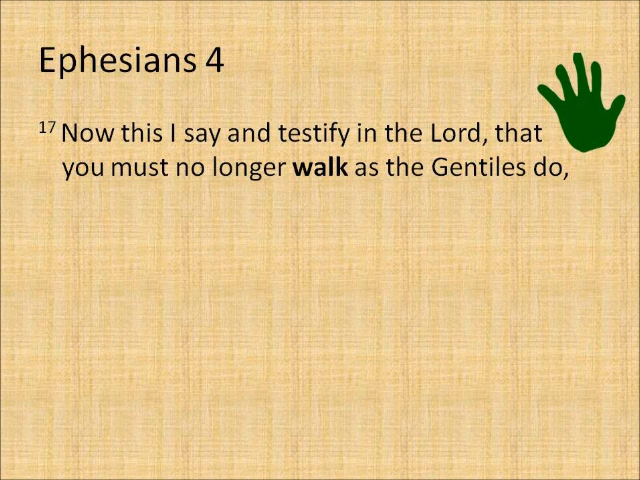 Ephesians 4
17 Now this I say and testify in the Lord, that
you must no longer walk as the Gentiles do,